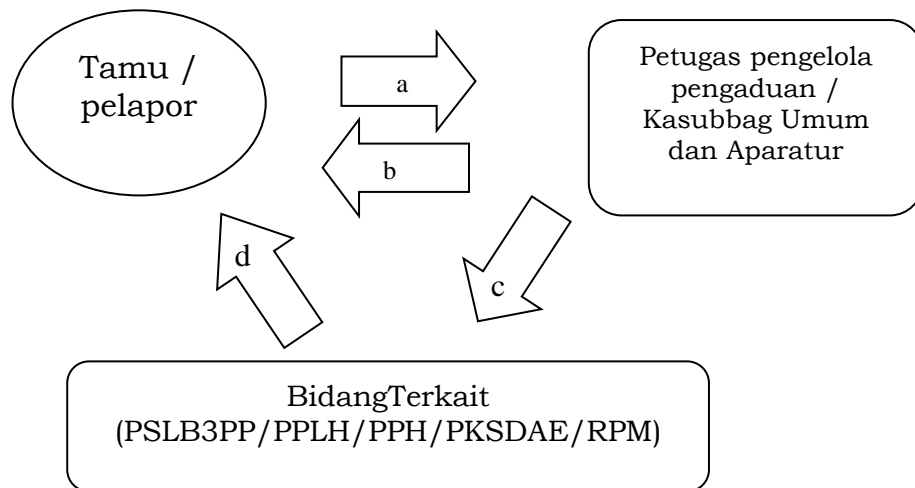 Tamu /
pelapor
a
Petugas pengelola
pengaduan /
Kasubbag Umum
dan Aparatur
b
d
c
BidangTerkait
(PSLB3PP/PPLH/PPH/PKSDAE/RPM)